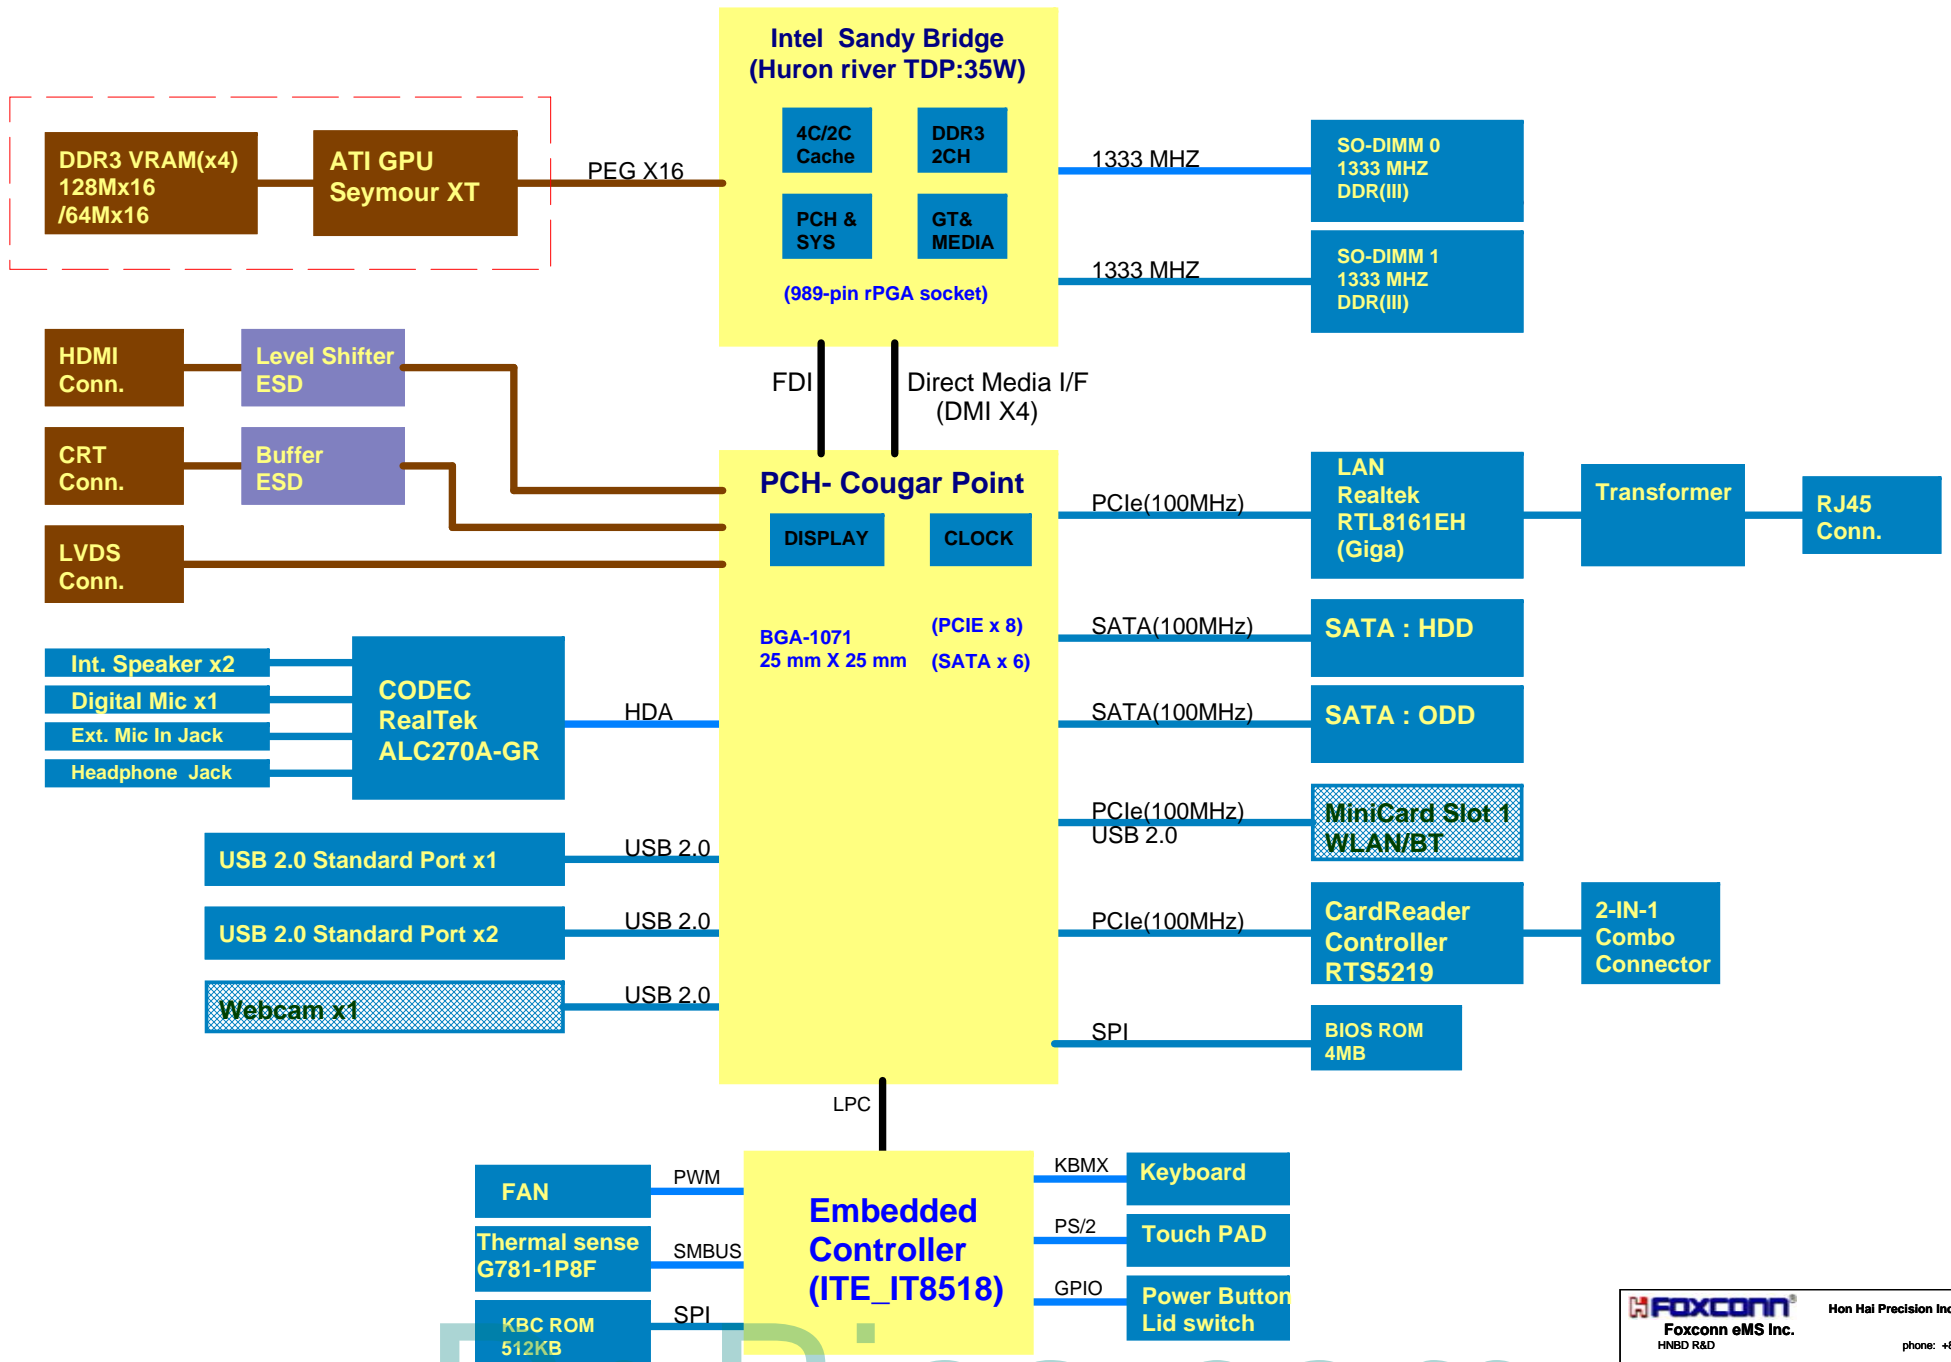 Intel Sandy Bridge
(Huron river TDP:35W)
4C/2C
Cache
DDR3
2CH
PCH &
SYS
GT&
MEDIA
(989-pin rPGA socket)
DDR3 VRAM(x4)
128Mx16
/64Mx16
ATI GPU
Seymour XT
PEG X16
1333 MHZ
SO-DIMM 0
1333 MHZ
DDR(III)
1333 MHZ
SO-DIMM 1
1333 MHZ
DDR(III)
HDMI
Conn.
Level Shifter
ESD
FDI
Direct Media I/F
(DMI X4)
CRT
Conn.
Buffer
ESD
LVDS
Conn.
PCH- Cougar Point
DISPLAY
CLOCK
BGA-1071
25 mm X 25 mm
(PCIE x 8)
(SATA x 6)
PCIe(100MHz)
LAN
Realtek
RTL8161EH
(Giga)
Transformer
RJ45
Conn.
SATA(100MHz)
SATA : HDD
SATA(100MHz)
SATA : ODD
Int. Speaker x2
Digital Mic x1
Ext. Mic In Jack
Headphone Jack
CODEC
RealTek
ALC270A-GR
HDA
PCIe(100MHz)
USB 2.0
MiniCard Slot 1
WLAN/BT
USB 2.0 Standard Port x1
USB 2.0
USB 2.0 Standard Port x2
USB 2.0
Webcam x1
USB 2.0
PCIe(100MHz)
CardReader
Controller
RTS5219
2-IN-1
Combo
Connector
SPI
BIOS ROM
4MB
LPC
Embedded
Controller
(ITE_IT8518)
FAN
PWM
Thermal sense
G781-1P8F
SMBUS
KBC ROM
512KB
SPI
KBMX
Keyboard
PS/2
Touch PAD
GPIO
Power Button
Lid switch
FOXCONN®
Hon Hai Precision Ind
Foxconn eMS Inc.
HNBD R&D
phone: +8